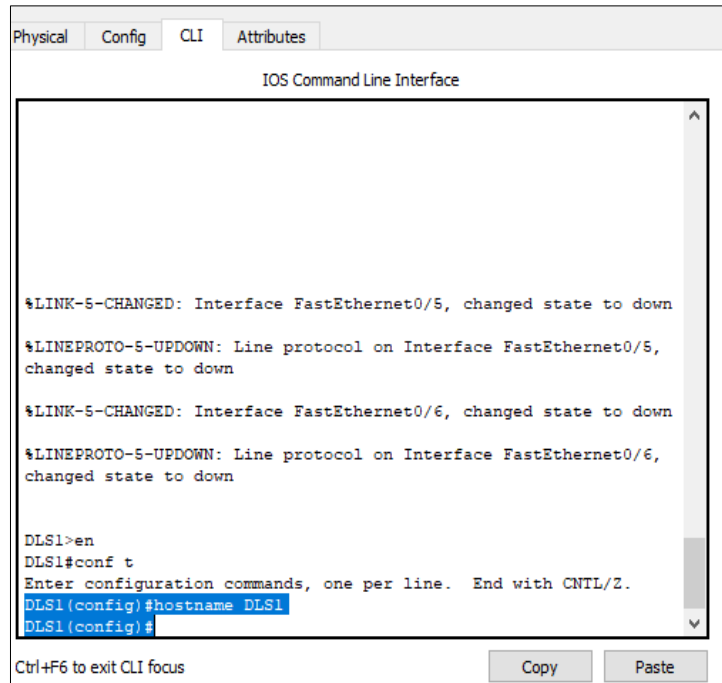 Physical Config CLI Attributes
IOS Command Line Interface
%LINK-5-CHANGED: Interface FastEthernet0/5, changed state to down
%LINEPROTO-5-UPDOWN: Line protocol on Interface FastEthernet0/5,
changed state to down
%LINK-5-CHANGED: Interface FastEthernet0/6, changed state to down
%LINEPROTO-5-UPDOWN: Line protocol on Interface FastEthernet0/6,
changed state to down
DLS1>en
DLS1#conf t
Enter configuration commands, one per line.  End with CNTL/Z.
DLS1(config)#hostname DLS1
DLS1(config)#
Ctrl+F6 to exit CLI focus Copy Paste